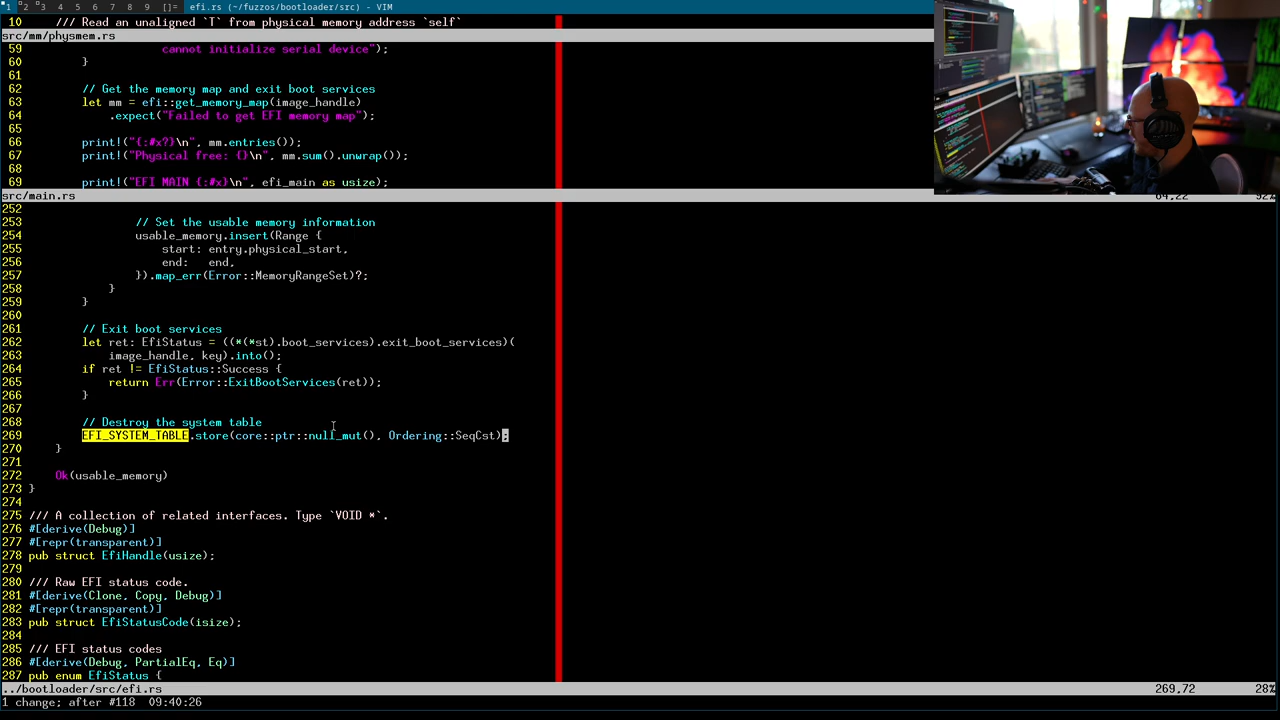 1 2 3 4 5 6 7 8 9 []= efi.rs (~/fuzzos/bootloader/src) - VIM
10 /// Read an unaligned `T` from physical memory address `self`
src/mm/physmem.rs
59 cannot initialize serial device");
60 }
61
62 // Get the memory map and exit boot services
63 let mm = efi::get_memory_map(image_handle)
64 .expect("Failed to get EFI memory map");
65
66 print!("{:#x?}\n", mm.entries());
67 print!("Physical free: {}\n", mm.sum().unwrap());
68
69 print!("EFI MAIN {:#x}\n", efi_main as usize);
src/main.rs
252
253 // Set the usable memory information
254 usable_memory.insert(Range {
255 start: entry.physical_start,
256 end: end,
257 }).map_err(Error::MemoryRangeSet)?;
258 }
259 }
260
261 // Exit boot services
262 let ret: EfiStatus = ((*(*st).boot_services).exit_boot_services)(
263 image_handle, key).into();
264 if ret != EfiStatus::Success {
265 return Err(Error::ExitBootServices(ret));
266 }
267
268 // Destroy the system table
269 EFI_SYSTEM_TABLE.store(core::ptr::null_mut(), Ordering::SeqCst);
270 }
271
272 Ok(usable_memory)
273 }
274
275 /// A collection of related interfaces. Type `VOID *`.
276 #[derive(Debug)]
277 #[repr(transparent)]
278 pub struct EfiHandle(usize);
279
280 /// Raw EFI status code.
281 #[derive(Clone, Copy, Debug)]
282 #[repr(transparent)]
283 pub struct EfiStatusCode(isize);
284
285 /// EFI status codes
286 #[derive(Debug, PartialEq, Eq)]
287 pub enum EfiStatus {
../bootloader/src/efi.rs 269,72 28%
1 change; after #118 09:40:26